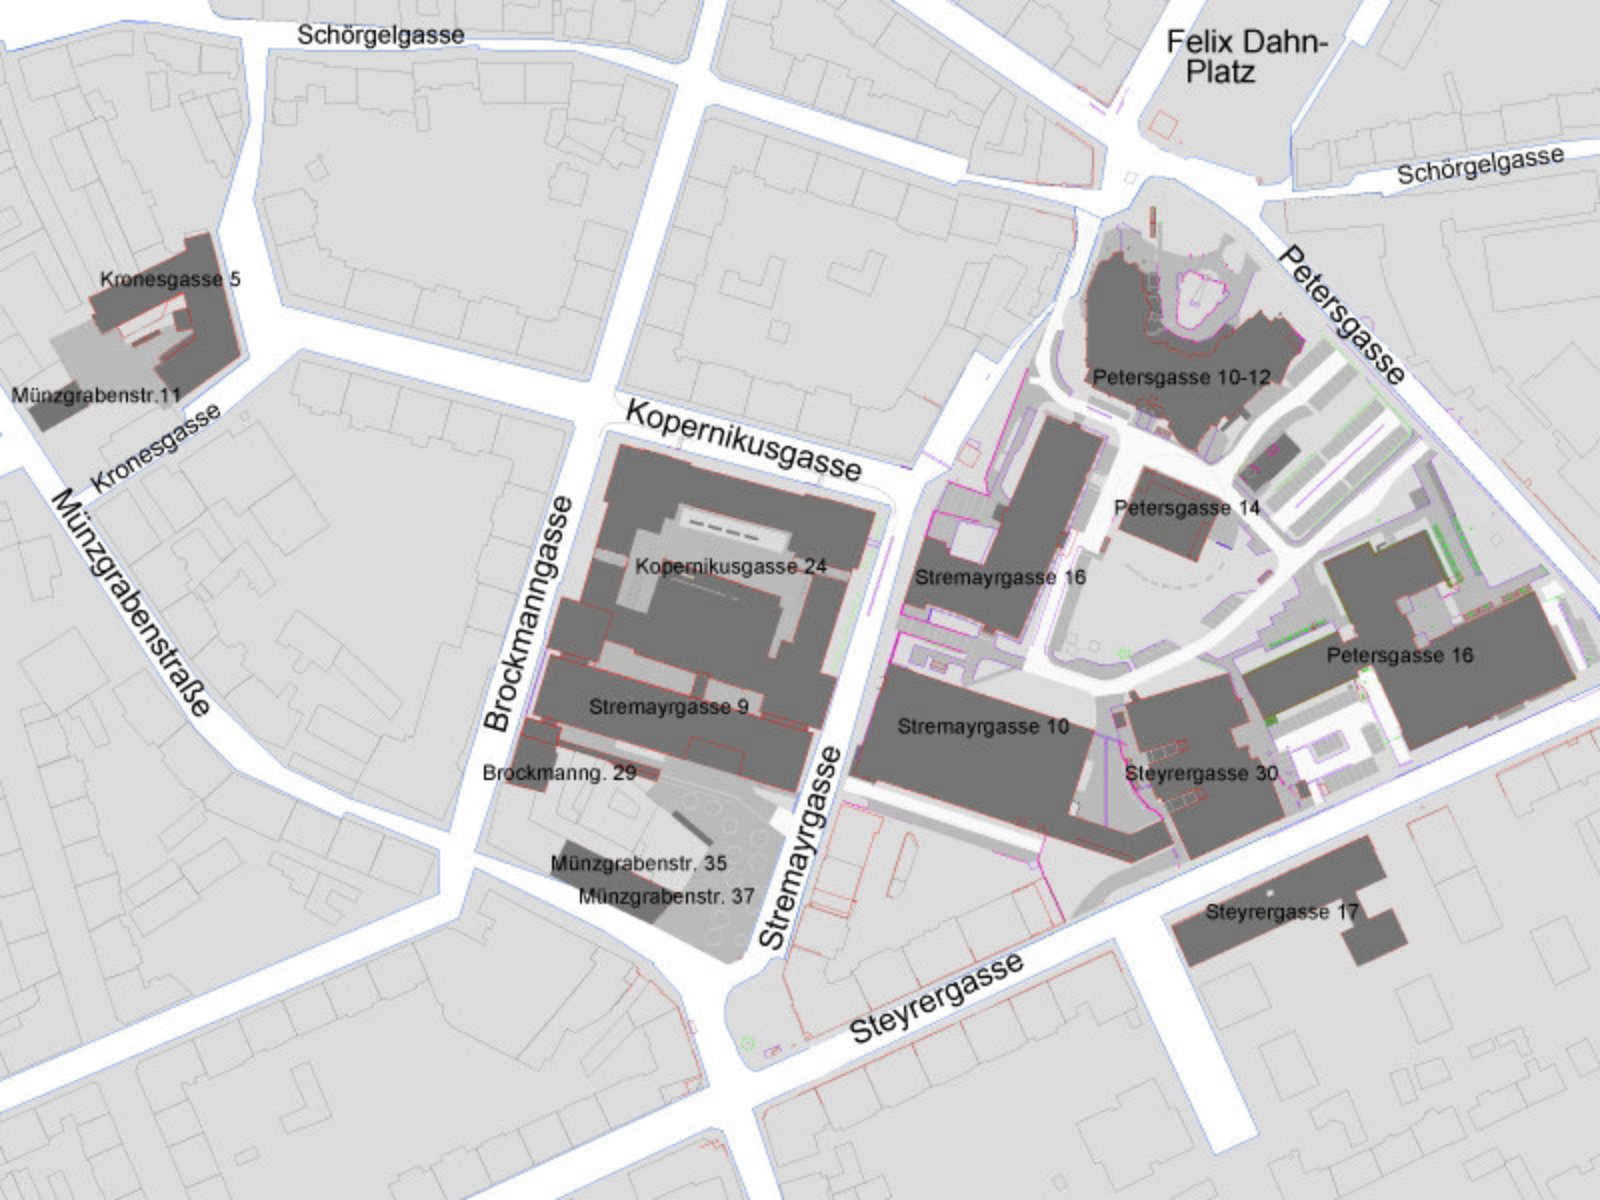 Schörgelgasse
Felix Dahn-
Platz
Schörgelgasse
Kronesgasse 5
Petersgasse
Petersgasse 10-12
Münzgrabenstr.11
Kronesgasse
Kopernikusgasse
Petersgasse 14
Münzgrabenstraße
Brockmanngasse
Kopernikusgasse 24
Stremayrgasse 16
Petersgasse 16
Stremayrgasse 9
Stremayrgasse 10
Brockmanng. 29
Steyrergasse 30
Stremayrgasse
Münzgrabenstr. 35
Münzgrabenstr. 37
Steyrergasse 17
Steyrergasse